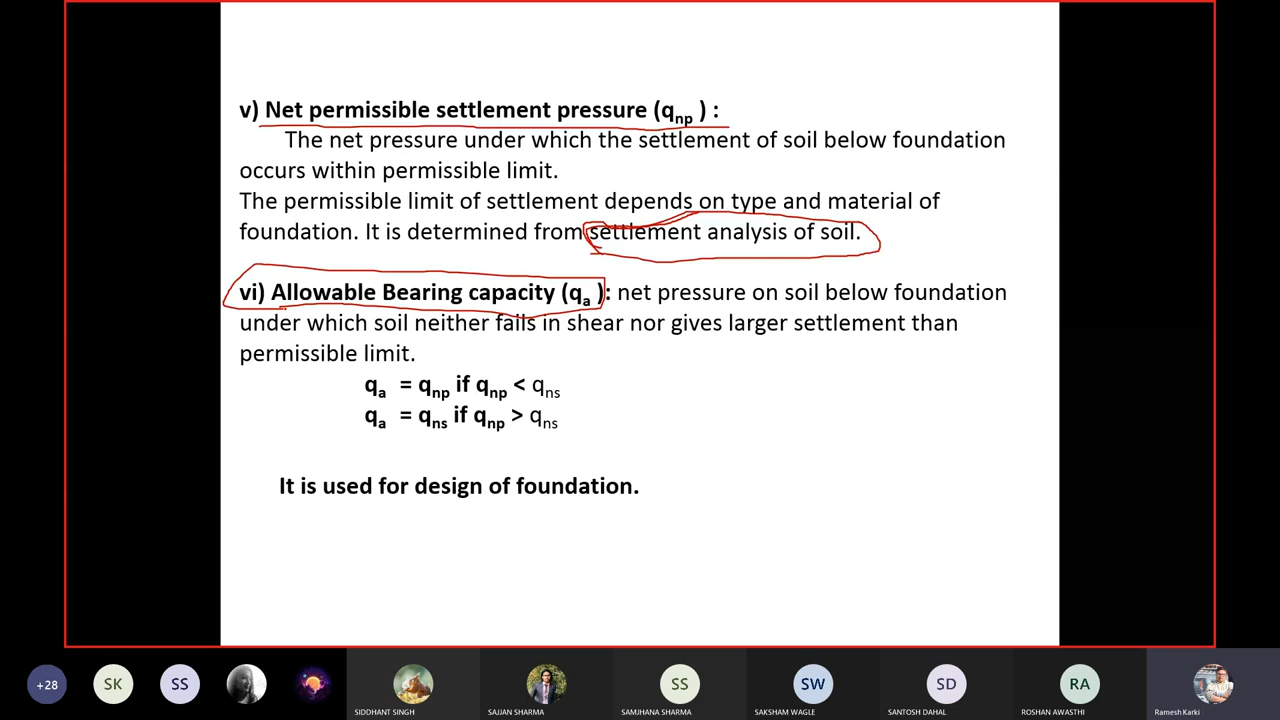 v) Net permissible settlement pressure (qnp ) :
The net pressure under which the settlement of soil below foundation
occurs within permissible limit.
The permissible limit of settlement depends on type and material of
foundation. It is determined from settlement analysis of soil.
vi) Allowable Bearing capacity (qa ): net pressure on soil below foundation
under which soil neither fails in shear nor gives larger settlement than
permissible limit.
qa = qnp if qnp < qns
qa = qns if qnp > qns
It is used for design of foundation.
+28 SK SS SS SW SD RA
SIDDHANT SINGH SAJJAN SHARMA SAMJHANA SHARMA SAKSHAM WAGLE SANTOSH DAHAL ROSHAN AWASTHI Ramesh Karki